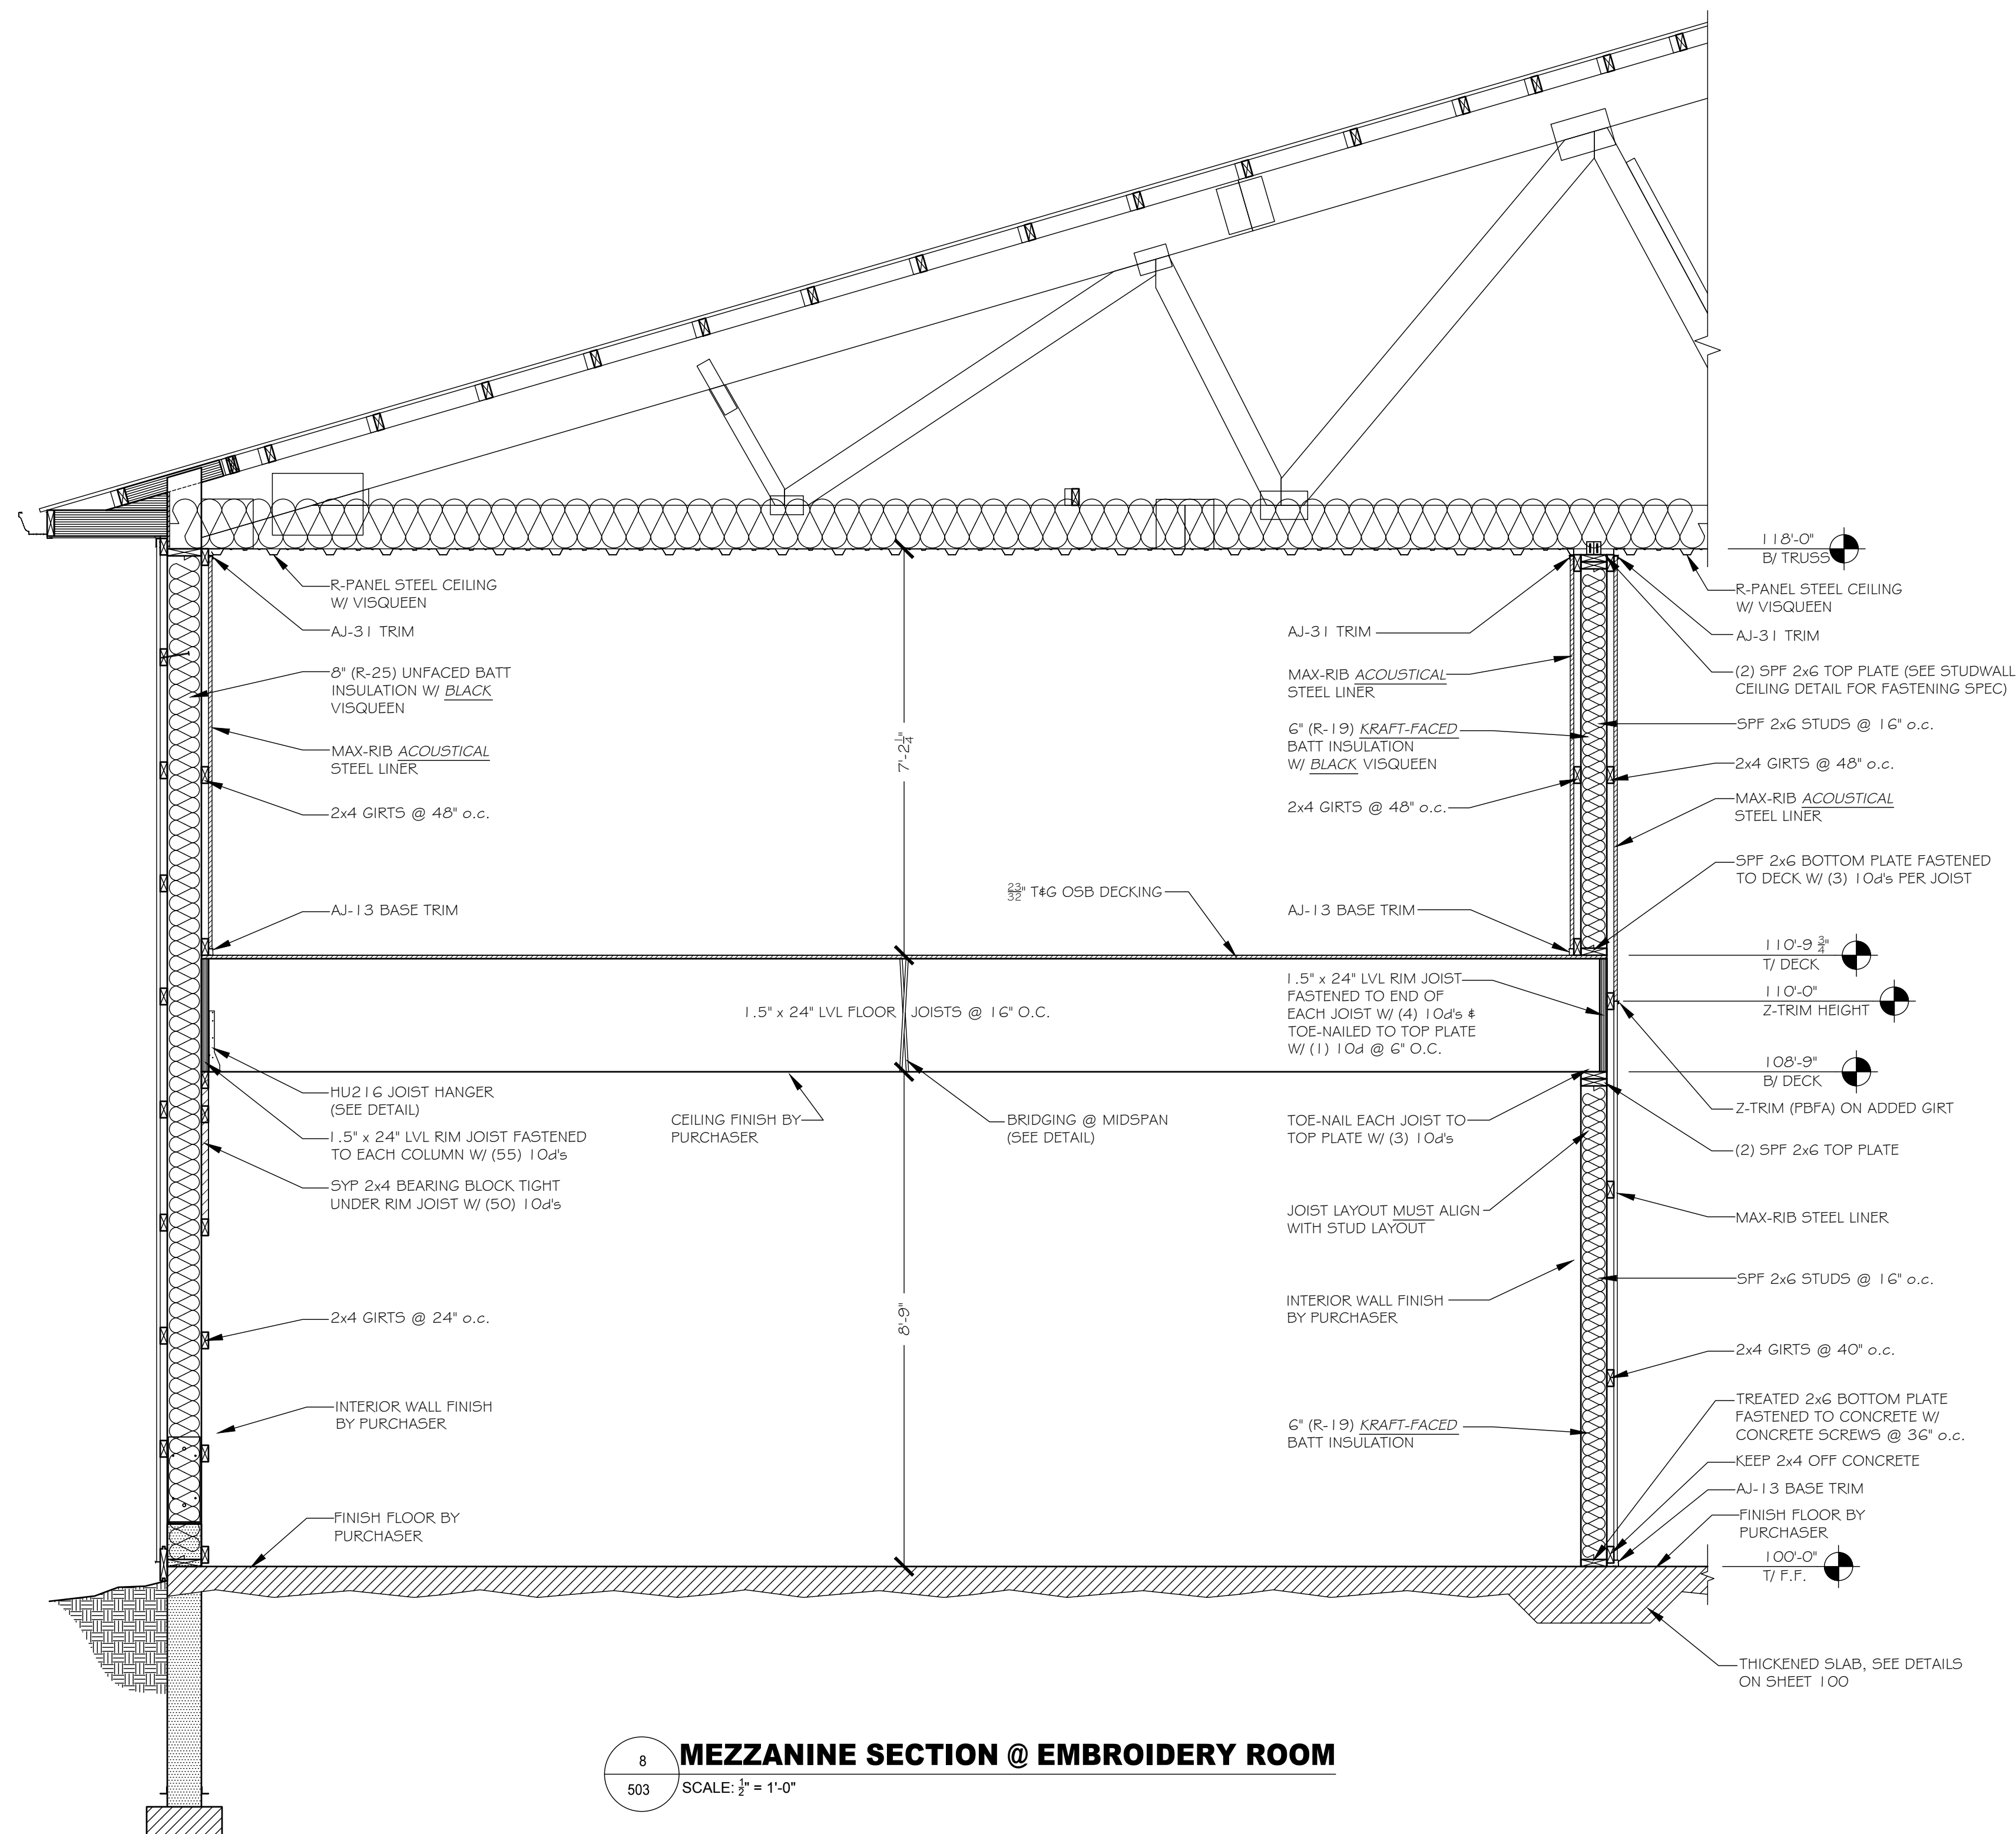 118'-0"
B/ TRUSS
R-PANEL STEEL CEILING
W/ VISQUEEN
AJ-31 TRIM
8" (R-25) UNFACED BATT
INSULATION W/ BLACK
VISQUEEN
MAX-RIB ACOUSTICAL
STEEL LINER
2x4 GIRTS @ 48" o.c.
AJ-13 BASE TRIM
7'-2 1/4"
23/32" T&G OSB DECKING
AJ-31 TRIM
MAX-RIB ACOUSTICAL
STEEL LINER
6" (R-19) KRAFT-FACED
BATT INSULATION
W/ BLACK VISQUEEN
2x4 GIRTS @ 48" o.c.
AJ-13 BASE TRIM
R-PANEL STEEL CEILING
W/ VISQUEEN
AJ-31 TRIM
(2) SPF 2x6 TOP PLATE (SEE STUDWALL
CEILING DETAIL FOR FASTENING SPEC)
SPF 2x6 STUDS @ 16" o.c.
2x4 GIRTS @ 48" o.c.
MAX-RIB ACOUSTICAL
STEEL LINER
SPF 2x6 BOTTOM PLATE FASTENED
TO DECK W/ (3) 10d's PER JOIST
110'-9 3/4"
T/ DECK
110'-0"
Z-TRIM HEIGHT
108'-9"
B/ DECK
1.5" x 24" LVL FLOOR JOISTS @ 16" O.C.
1.5" x 24" LVL RIM JOIST
FASTENED TO END OF
EACH JOIST W/ (4) 10d's &
TOE-NAILED TO TOP PLATE
W/ (1) 10d @ 6" O.C.
HU216 JOIST HANGER
(SEE DETAIL)
1.5" x 24" LVL RIM JOIST FASTENED
TO EACH COLUMN W/ (55) 10d's
SYP 2x4 BEARING BLOCK TIGHT
UNDER RIM JOIST W/ (50) 10d's
CEILING FINISH BY
PURCHASER
BRIDGING @ MIDSPAN
(SEE DETAIL)
TOE-NAIL EACH JOIST TO
TOP PLATE W/ (3) 10d's
JOIST LAYOUT MUST ALIGN
WITH STUD LAYOUT
Z-TRIM (PBFA) ON ADDED GIRT
(2) SPF 2x6 TOP PLATE
MAX-RIB STEEL LINER
SPF 2x6 STUDS @ 16" o.c.
2x4 GIRTS @ 24" o.c.
8'-9"
INTERIOR WALL FINISH
BY PURCHASER
2x4 GIRTS @ 40" o.c.
INTERIOR WALL FINISH
BY PURCHASER
6" (R-19) KRAFT-FACED
BATT INSULATION
TREATED 2x6 BOTTOM PLATE
FASTENED TO CONCRETE W/
CONCRETE SCREWS @ 36" o.c.
KEEP 2x4 OFF CONCRETE
AJ-13 BASE TRIM
FINISH FLOOR BY
PURCHASER
FINISH FLOOR BY
PURCHASER
100'-0"
T/ F.F.
THICKENED SLAB, SEE DETAILS
ON SHEET 100
8
503
MEZZANINE SECTION @ EMBROIDERY ROOM
SCALE: 1/2" = 1'-0"